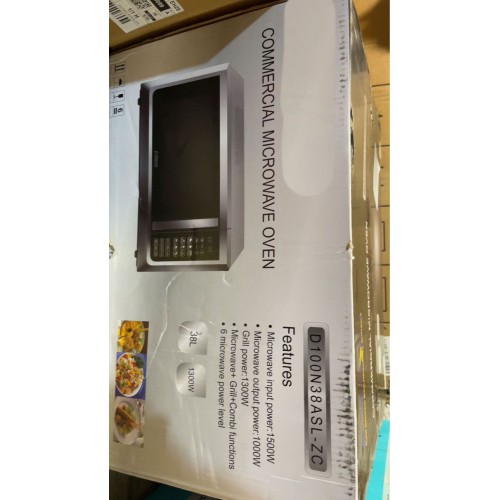 COMMERCIAL MICROWAVE OVEN
D100N38ASL-ZC
Features
• Microwave input power:1500W
• Microwave output power:1000W
• Grill power:1300W
• Microwave+ Grill+Combi functions
• 6 microwave power level
38L
1300W